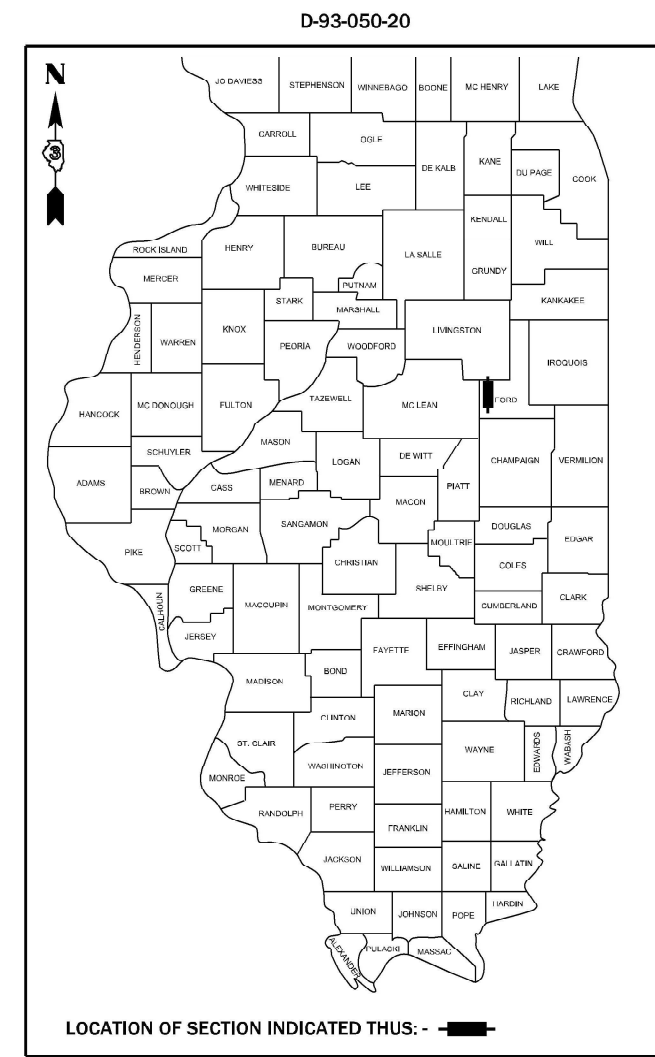 D-93-050-20
N
3
JO DAVIESS STEPHENSON WINNEBAGO BOONE MC HENRY LAKE
CARROLL OGLE DE KALB KANE DU PAGE COOK
WHITESIDE LEE
KENDALL
ROCK ISLAND HENRY BUREAU LA SALLE WILL
MERCER PUTNAM GRUNDY
STARK MARSHALL KANKAKEE
HENDERSON WARREN KNOX PEORIA WOODFORD LIVINGSTON IROQUOIS
HANCOCK MC DONOUGH FULTON TAZEWELL MC LEAN FORD
MASON
SCHUYLER LOGAN DE WITT CHAMPAIGN VERMILION
ADAMS BROWN CASS MENARD PIATT
MACON
MORGAN SANGAMON DOUGLAS
PIKE SCOTT CHRISTIAN MOULTRIE EDGAR
COLES
CALHOUN GREENE MACOUPIN MONTGOMERY SHELBY CUMBERLAND CLARK
JERSEY FAYETTE EFFINGHAM JASPER CRAWFORD
BOND
MADISON CLAY RICHLAND LAWRENCE
CLINTON MARION
ST. CLAIR WAYNE EDWARDS WABASH
WASHINGTON JEFFERSON
MONROE
RANDOLPH PERRY HAMILTON WHITE
FRANKLIN
JACKSON WILLIAMSON SALINE GALLATIN
HARDIN
UNION JOHNSON POPE
ALEXANDER PULASKI MASSAC
LOCATION OF SECTION INDICATED THUS: -